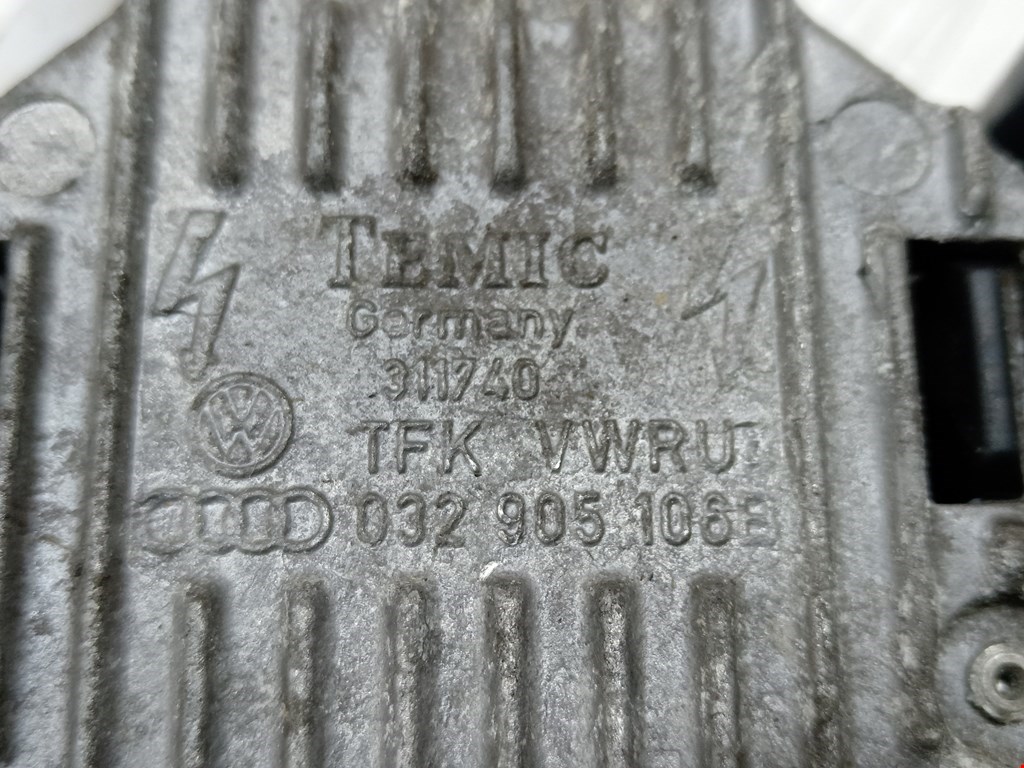 TEMIC
Germany
311740
TFK VWRU
032 905 106B